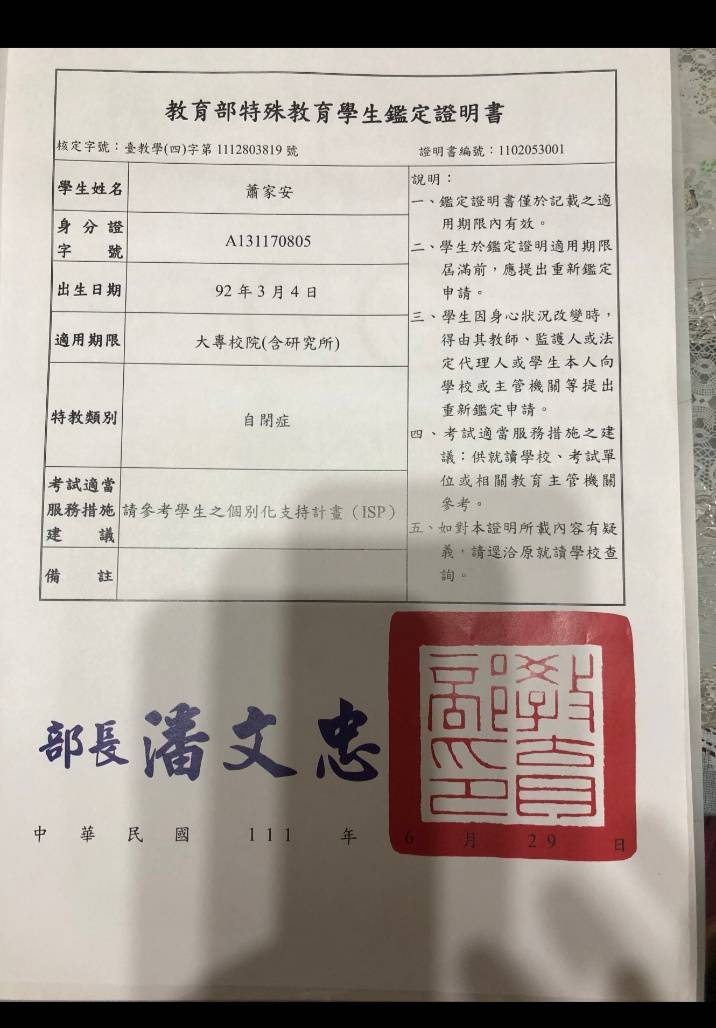 教育部特殊教育學生鑑定證明書
核定字號：臺教學(四)字第 1112803819 號
證明書編號：1102053001
學生姓名
蕭家安
身分證
字號
A131170805
出生日期
92 年 3 月 4 日
適用期限
大專校院(含研究所)
特教類別
自閉症
考試適當
服務措施
建議
請參考學生之個別化支持計畫（ISP）
備註
說明：
一、鑑定證明書僅於記載之適
用期限內有效。
二、學生於鑑定證明適用期限
屆滿前，應提出重新鑑定
申請。
三、學生因身心狀況改變時，
得由其教師、監護人或法
定代理人或學生本人向
學校或主管機關等提出
重新鑑定申請。
四、考試適當服務措施之建
議：供就讀學校、考試單
位或相關教育主管機關
參考。
五、如對本證明所載內容有疑
義，請逕洽原就讀學校查
詢。
部長 潘文忠
教育部印
中華民國 111 年 6 月 29 日